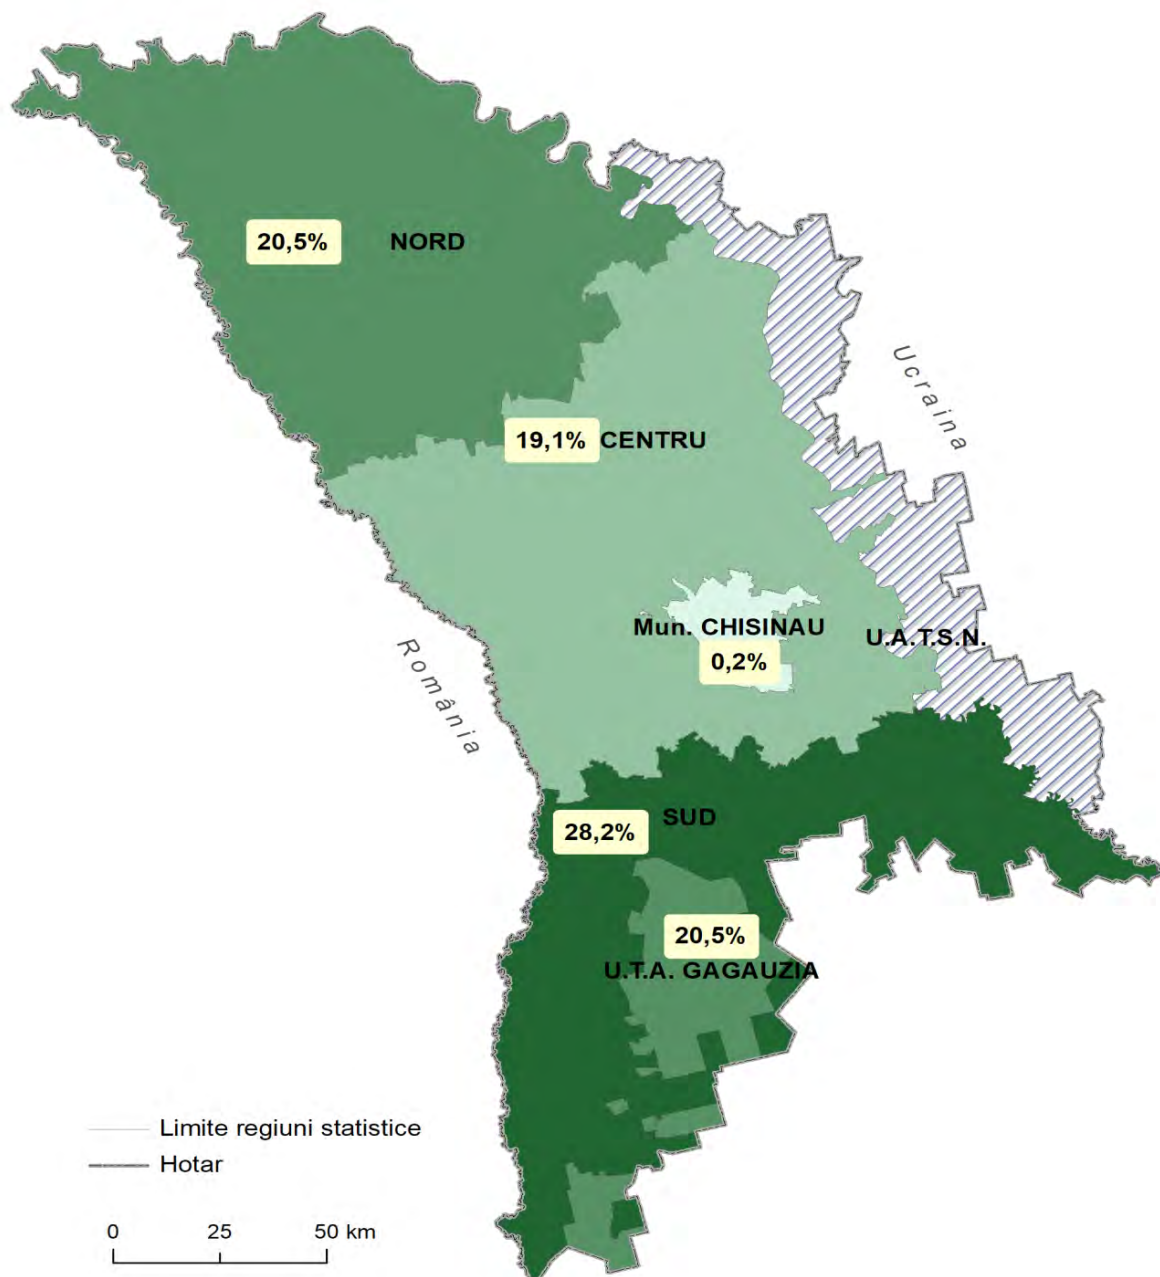 20,5% NORD
Ucraina
19,1% CENTRU
Mun. CHISINAU
0,2%
U.A.T.S.N.
România
SUD
28,2%
20,5%
U.T.A. GAGAUZIA
Limite regiuni statistice
Hotar
0 25 50 km